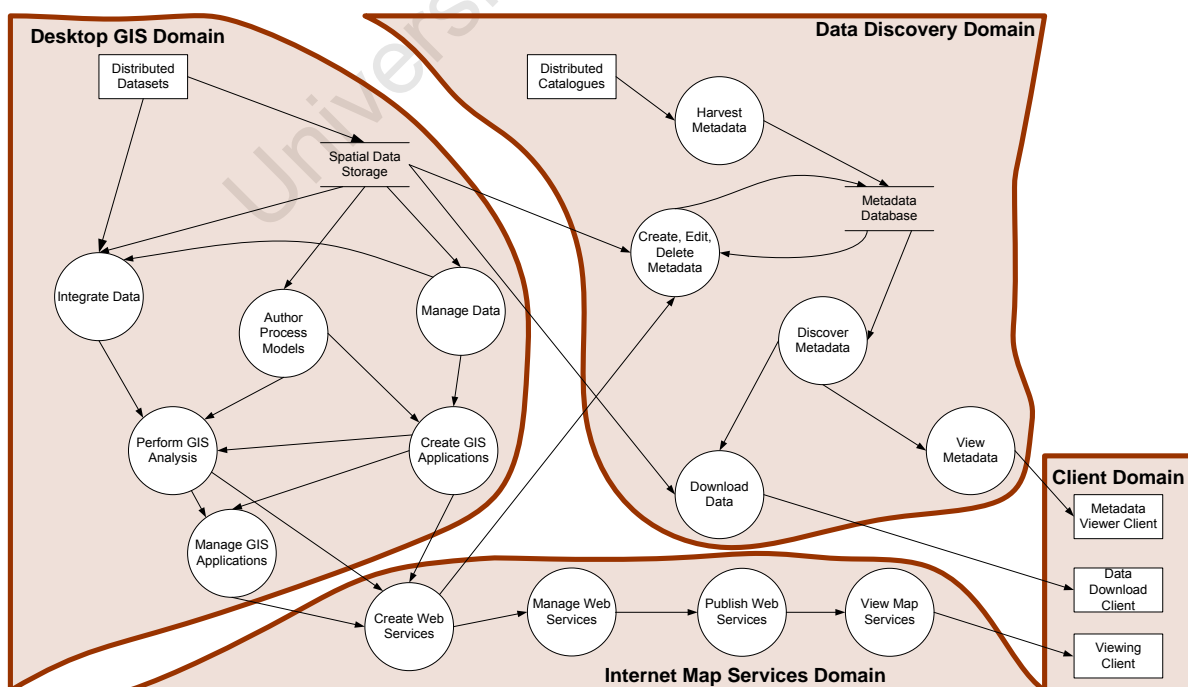 Desktop GIS Domain
Data Discovery Domain
Distributed
Datasets
Distributed
Catalogues
Harvest
Metadata
Spatial Data
Storage
Metadata
Database
Create, Edit,
Delete
Metadata
Integrate Data
Author
Process
Models
Manage Data
Discover
Metadata
Perform GIS
Analysis
Create GIS
Applications
View
Metadata
Download
Data
Client Domain
Metadata
Viewer Client
Manage GIS
Applications
Data
Download
Client
Create Web
Services
Manage Web
Services
Publish Web
Services
View Map
Services
Viewing
Client
Internet Map Services Domain
Universi